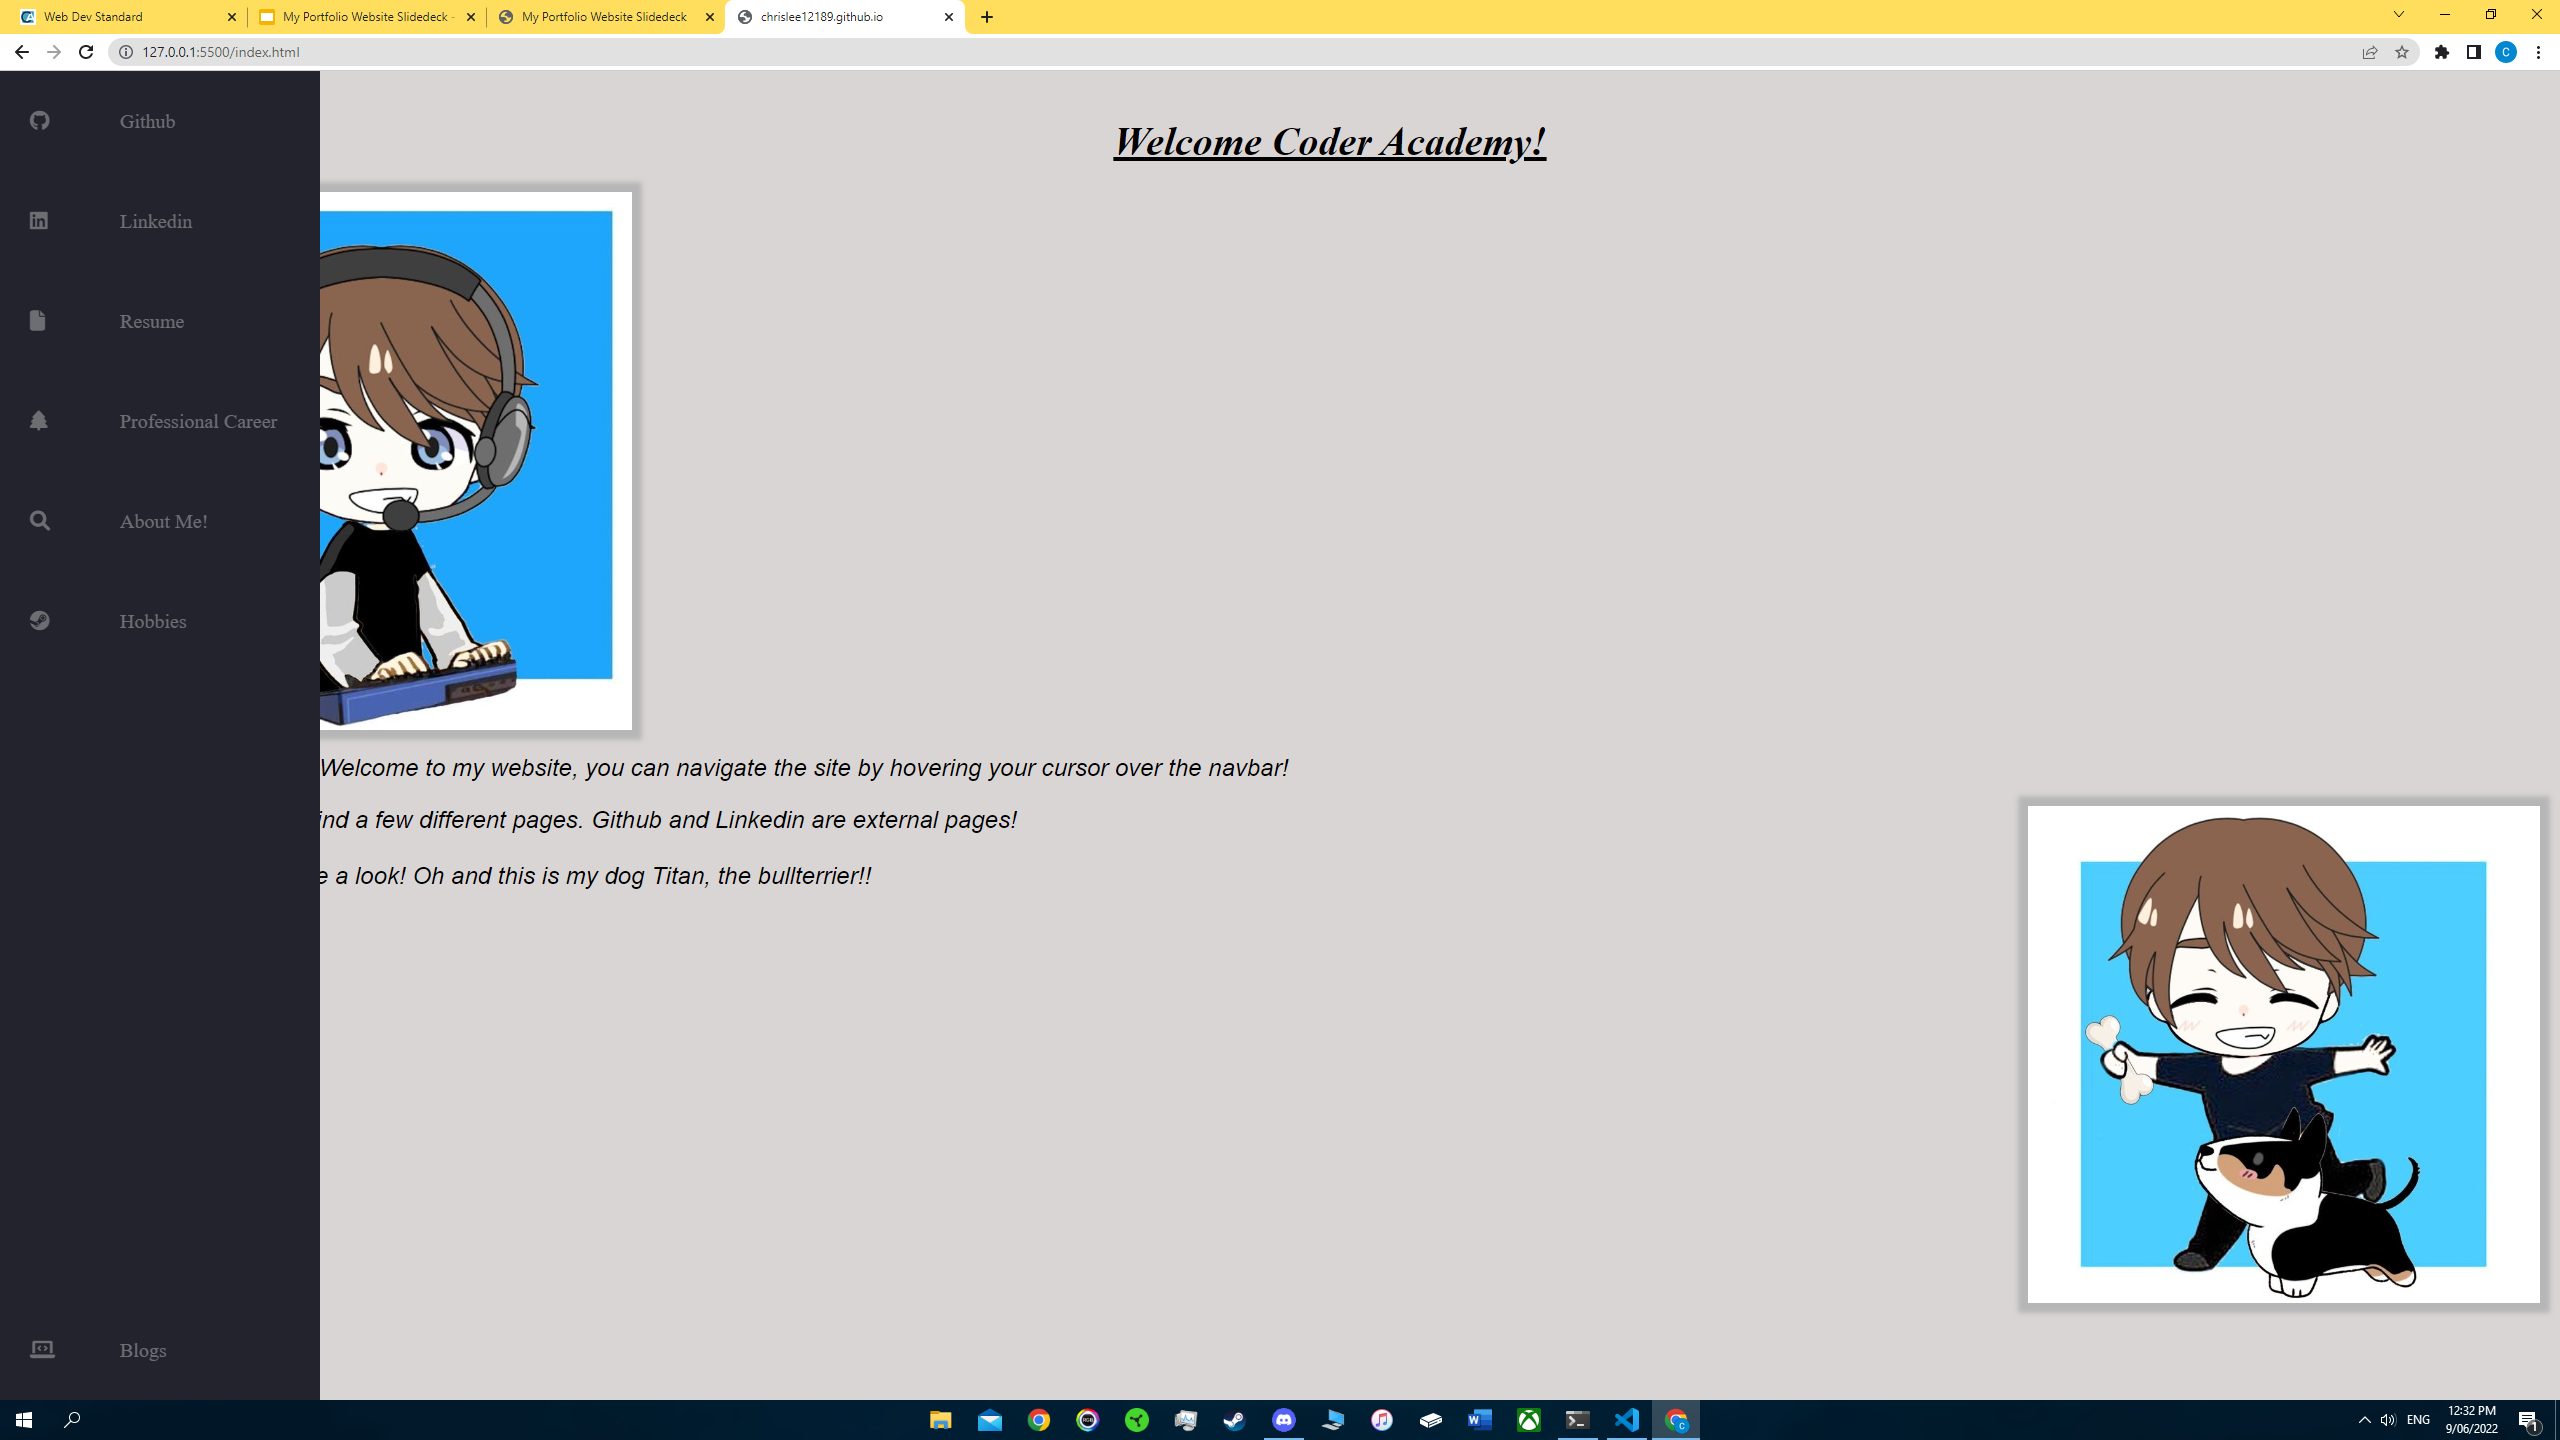 Web Dev Standard
My Portfolio Website Slidedeck -
My Portfolio Website Slidedeck
chrislee12189.github.io
127.0.0.1:5500/index.html
Github
Linkedin
Resume
Professional Career
About Me!
Hobbies
Blogs
Welcome Coder Academy!
Welcome to my website, you can navigate the site by hovering your cursor over the navbar!
ind a few different pages. Github and Linkedin are external pages!
e a look! Oh and this is my dog Titan, the bullterrier!!
ENG
12:32 PM
9/06/2022
1